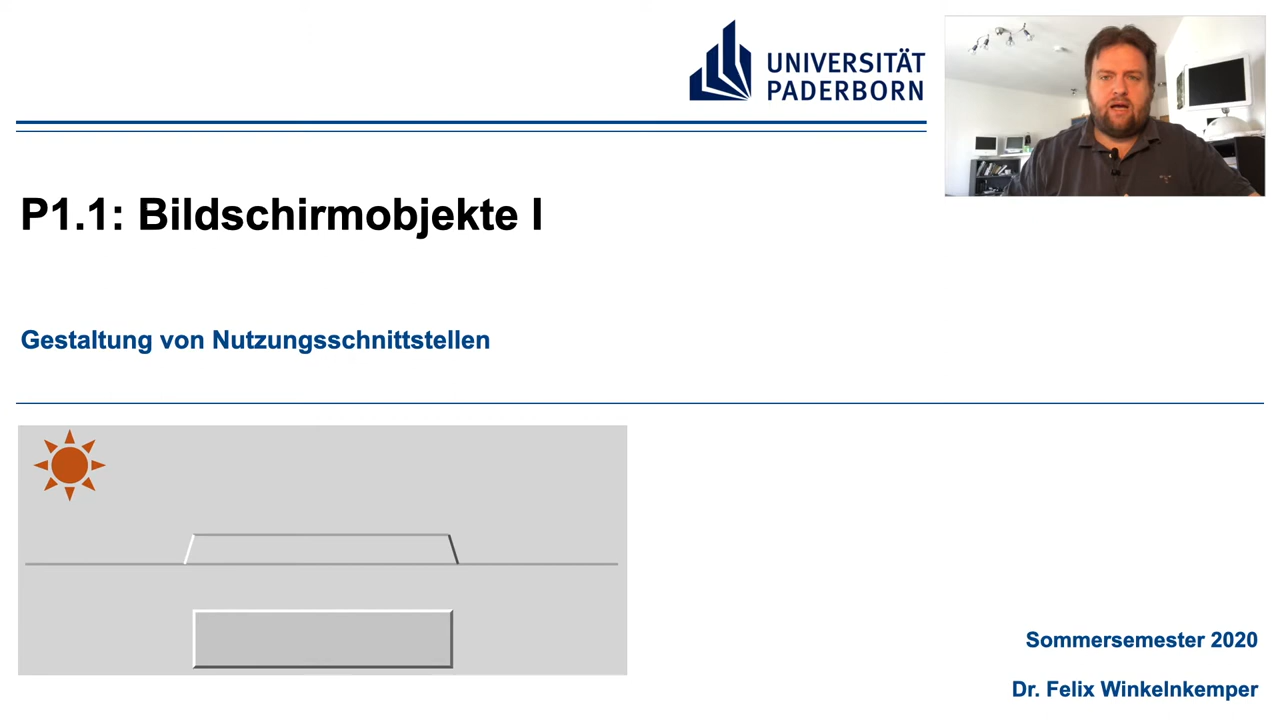 UNIVERSITÄT
PADERBORN
P1.1: Bildschirmobjekte I
Gestaltung von Nutzungsschnittstellen
Sommersemester 2020
Dr. Felix Winkelnkemper